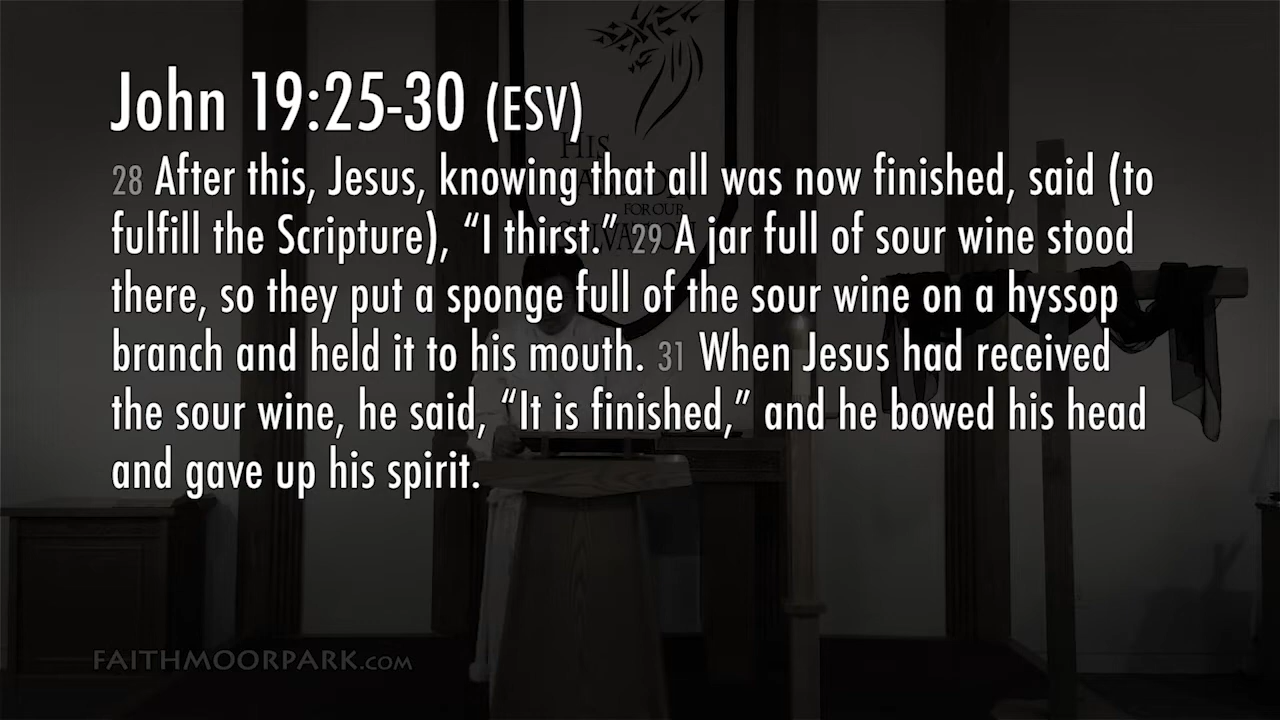 John 19:25-30 (ESV)
28 After this, Jesus, knowing that all was now finished, said (to
fulfill the Scripture), “I thirst.” 29 A jar full of sour wine stood
there, so they put a sponge full of the sour wine on a hyssop
branch and held it to his mouth. 31 When Jesus had received
the sour wine, he said, “It is finished,” and he bowed his head
and gave up his spirit.
HIS
FOR OUR
FAITHMOORPARK.COM